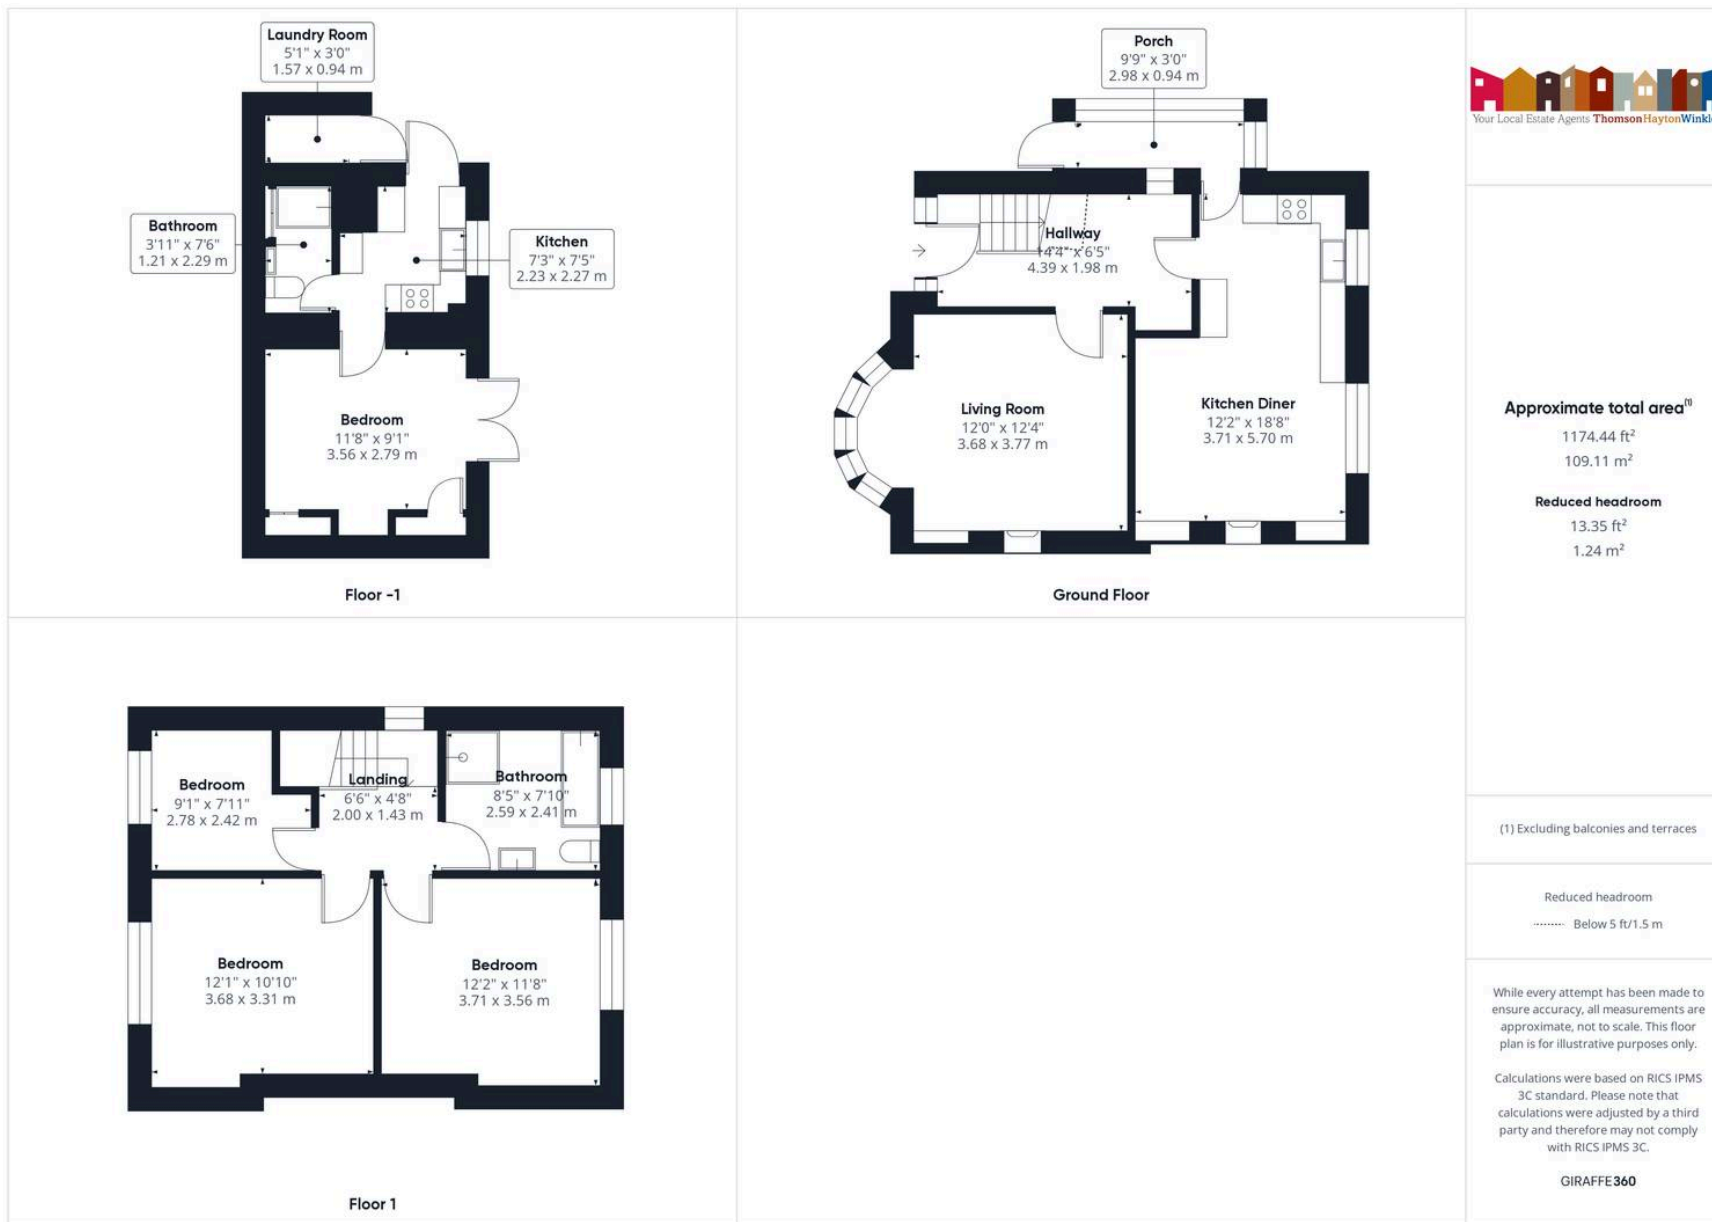 Laundry Room
5'1" x 3'0"
1.57 x 0.94 m
Bathroom
3'11" x 7'6"
1.21 x 2.29 m
Kitchen
7'3" x 7'5"
2.23 x 2.27 m
Bedroom
11'8" x 9'1"
3.56 x 2.79 m
Floor -1
Porch
9'9" x 3'0"
2.98 x 0.94 m
Hallway
14'4" x 6'5"
4.39 x 1.98 m
Living Room
12'0" x 12'4"
3.68 x 3.77 m
Kitchen Diner
12'2" x 18'8"
3.71 x 5.70 m
Ground Floor
Bedroom
9'1" x 7'11"
2.78 x 2.42 m
Landing
6'6" x 4'8"
2.00 x 1.43 m
Bathroom
8'5" x 7'10"
2.59 x 2.41 m
Bedroom
12'1" x 10'10"
3.68 x 3.31 m
Bedroom
12'2" x 11'8"
3.71 x 3.56 m
Floor 1
Your Local Estate Agents ThomsonHaytonWinkl
Approximate total area(1)
1174.44 ft²
109.11 m²
Reduced headroom
13.35 ft²
1.24 m²
(1) Excluding balconies and terraces
Reduced headroom
Below 5 ft/1.5 m
While every attempt has been made to
ensure accuracy, all measurements are
approximate, not to scale. This floor
plan is for illustrative purposes only.
Calculations were based on RICS IPMS
3C standard. Please note that
calculations were adjusted by a third
party and therefore may not comply
with RICS IPMS 3C.
GIRAFFE360